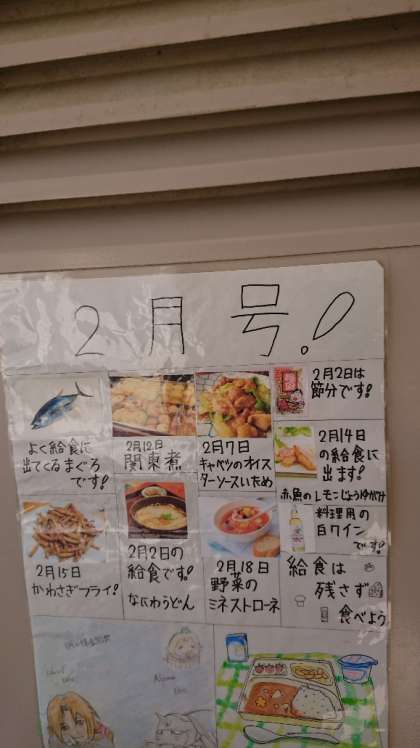 2月号!
よく給食に
出てくるまぐろ
です!
2月12日
関東煮
2月7日
キャベツのオイス
ターソースいため
2月2日は
節分です!
2月14日
の給食に
出ます!
赤魚のレモンじょうゆがけ
2月15日
かわさぎフライ!
2月2日の
給食です!
なにわうどん
2月18日
野菜の
ミネストローネ
料理用の
白ワイン
です!
給食は
残さず
食べよう